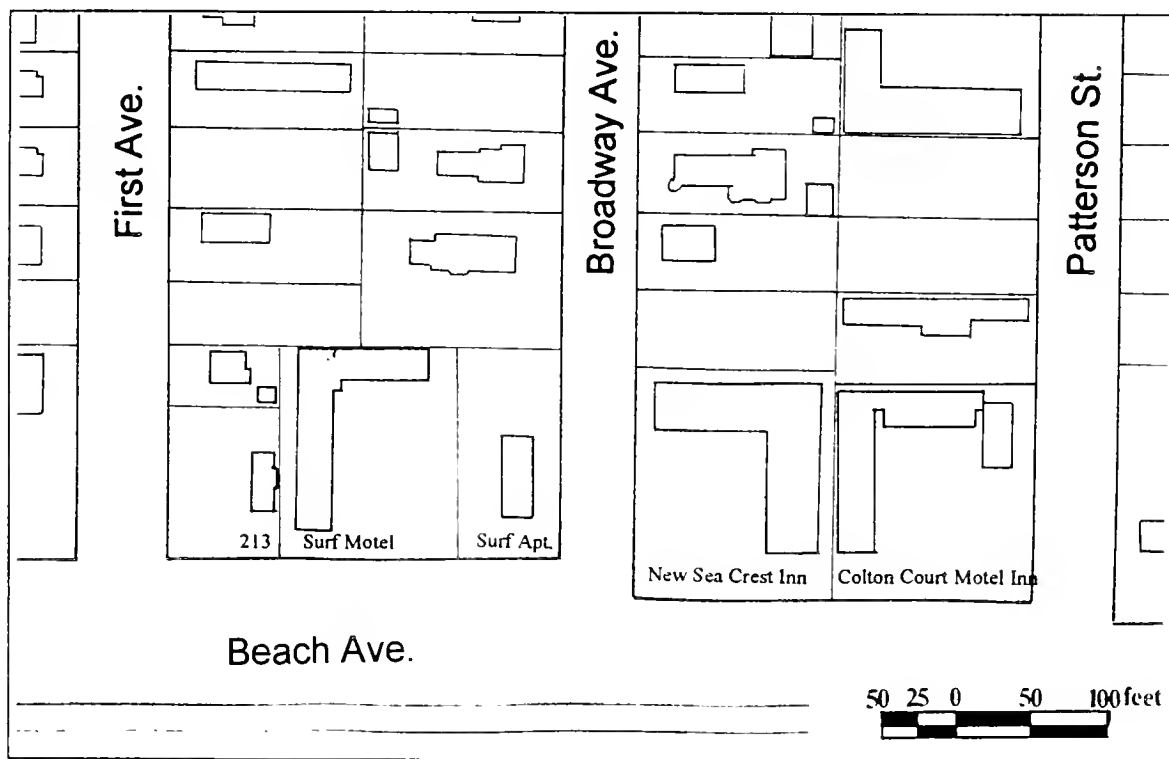 First Ave.
Broadway Ave.
Patterson St.
213
Surf Motel
Surf Apt.
New Sea Crest Inn
Colton Court Motel Inn
Beach Ave.
50 25 0 50 100 feet